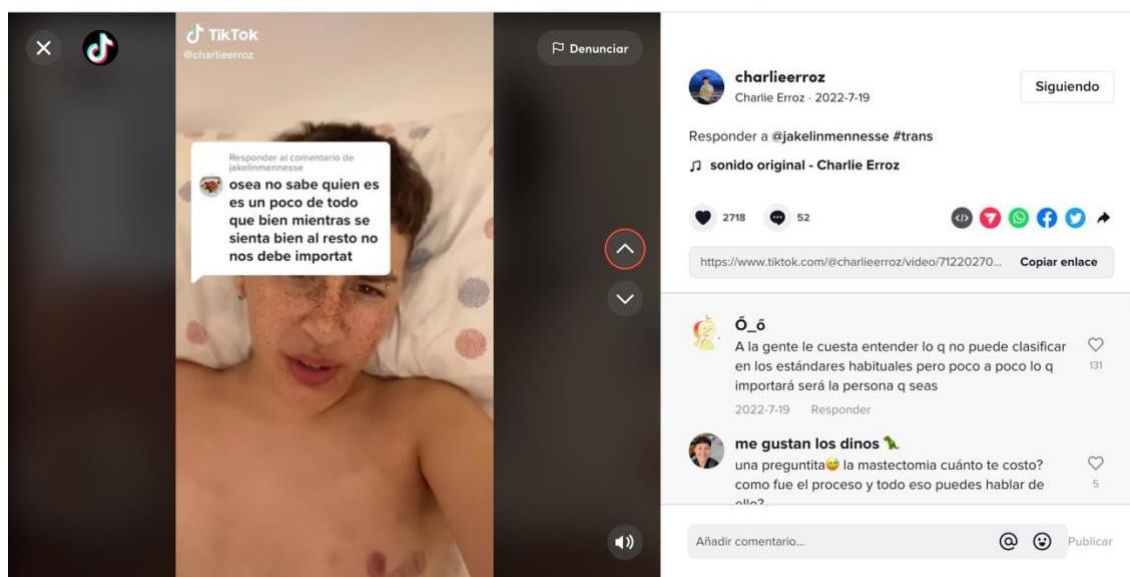 TikTok
@charlieerroz
Denunciar
Responder al comentario de
jakelinmennesse
osea no sabe quien es
es un poco de todo
que bien mientras se
sienta bien al resto no
nos debe importat
charlieerroz
Charlie Erroz · 2022-7-19
Siguiendo
Responder a @jakelinmennesse #trans
sonido original - Charlie Erroz
2718
52
https://www.tiktok.com/@charlieerroz/video/71220270...
Copiar enlace
Ő_ő
A la gente le cuesta entender lo q no puede clasificar
en los estándares habituales pero poco a poco lo q
importará será la persona q seas
131
2022-7-19 Responder
me gustan los dinos 🦖
una preguntita😅 la mastectomia cuánto te costo?
como fue el proceso y todo eso puedes hablar de
ello?
5
Añadir comentario...
Publicar